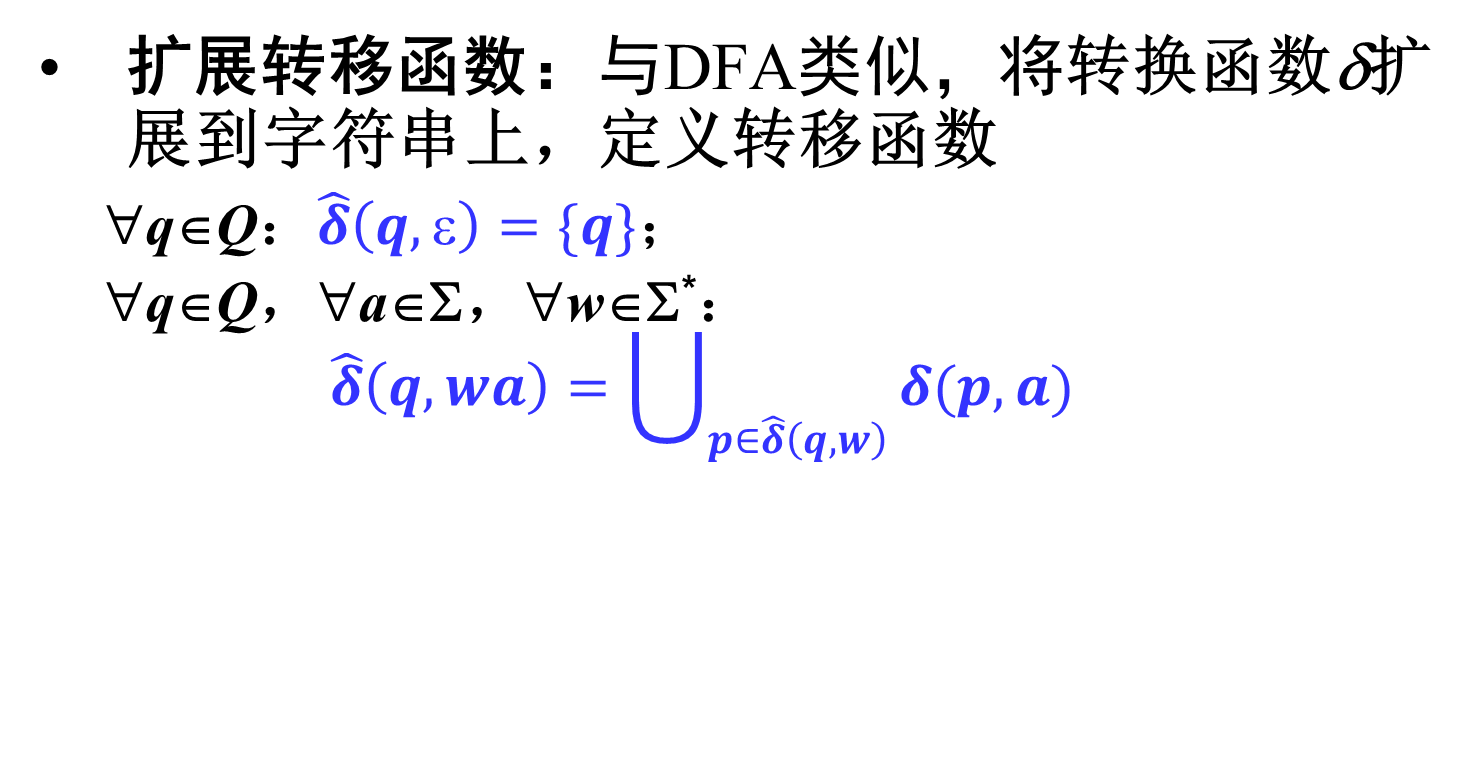 • 扩展转移函数：与DFA类似，将转换函数δ扩
展到字符串上，定义转移函数
∀q∈Q：δ̂(q,ε) = {q}；
∀q∈Q，∀a∈Σ，∀w∈Σ*：
δ̂(q,wa) = ⋃p∈δ̂(q,w) δ(p,a)